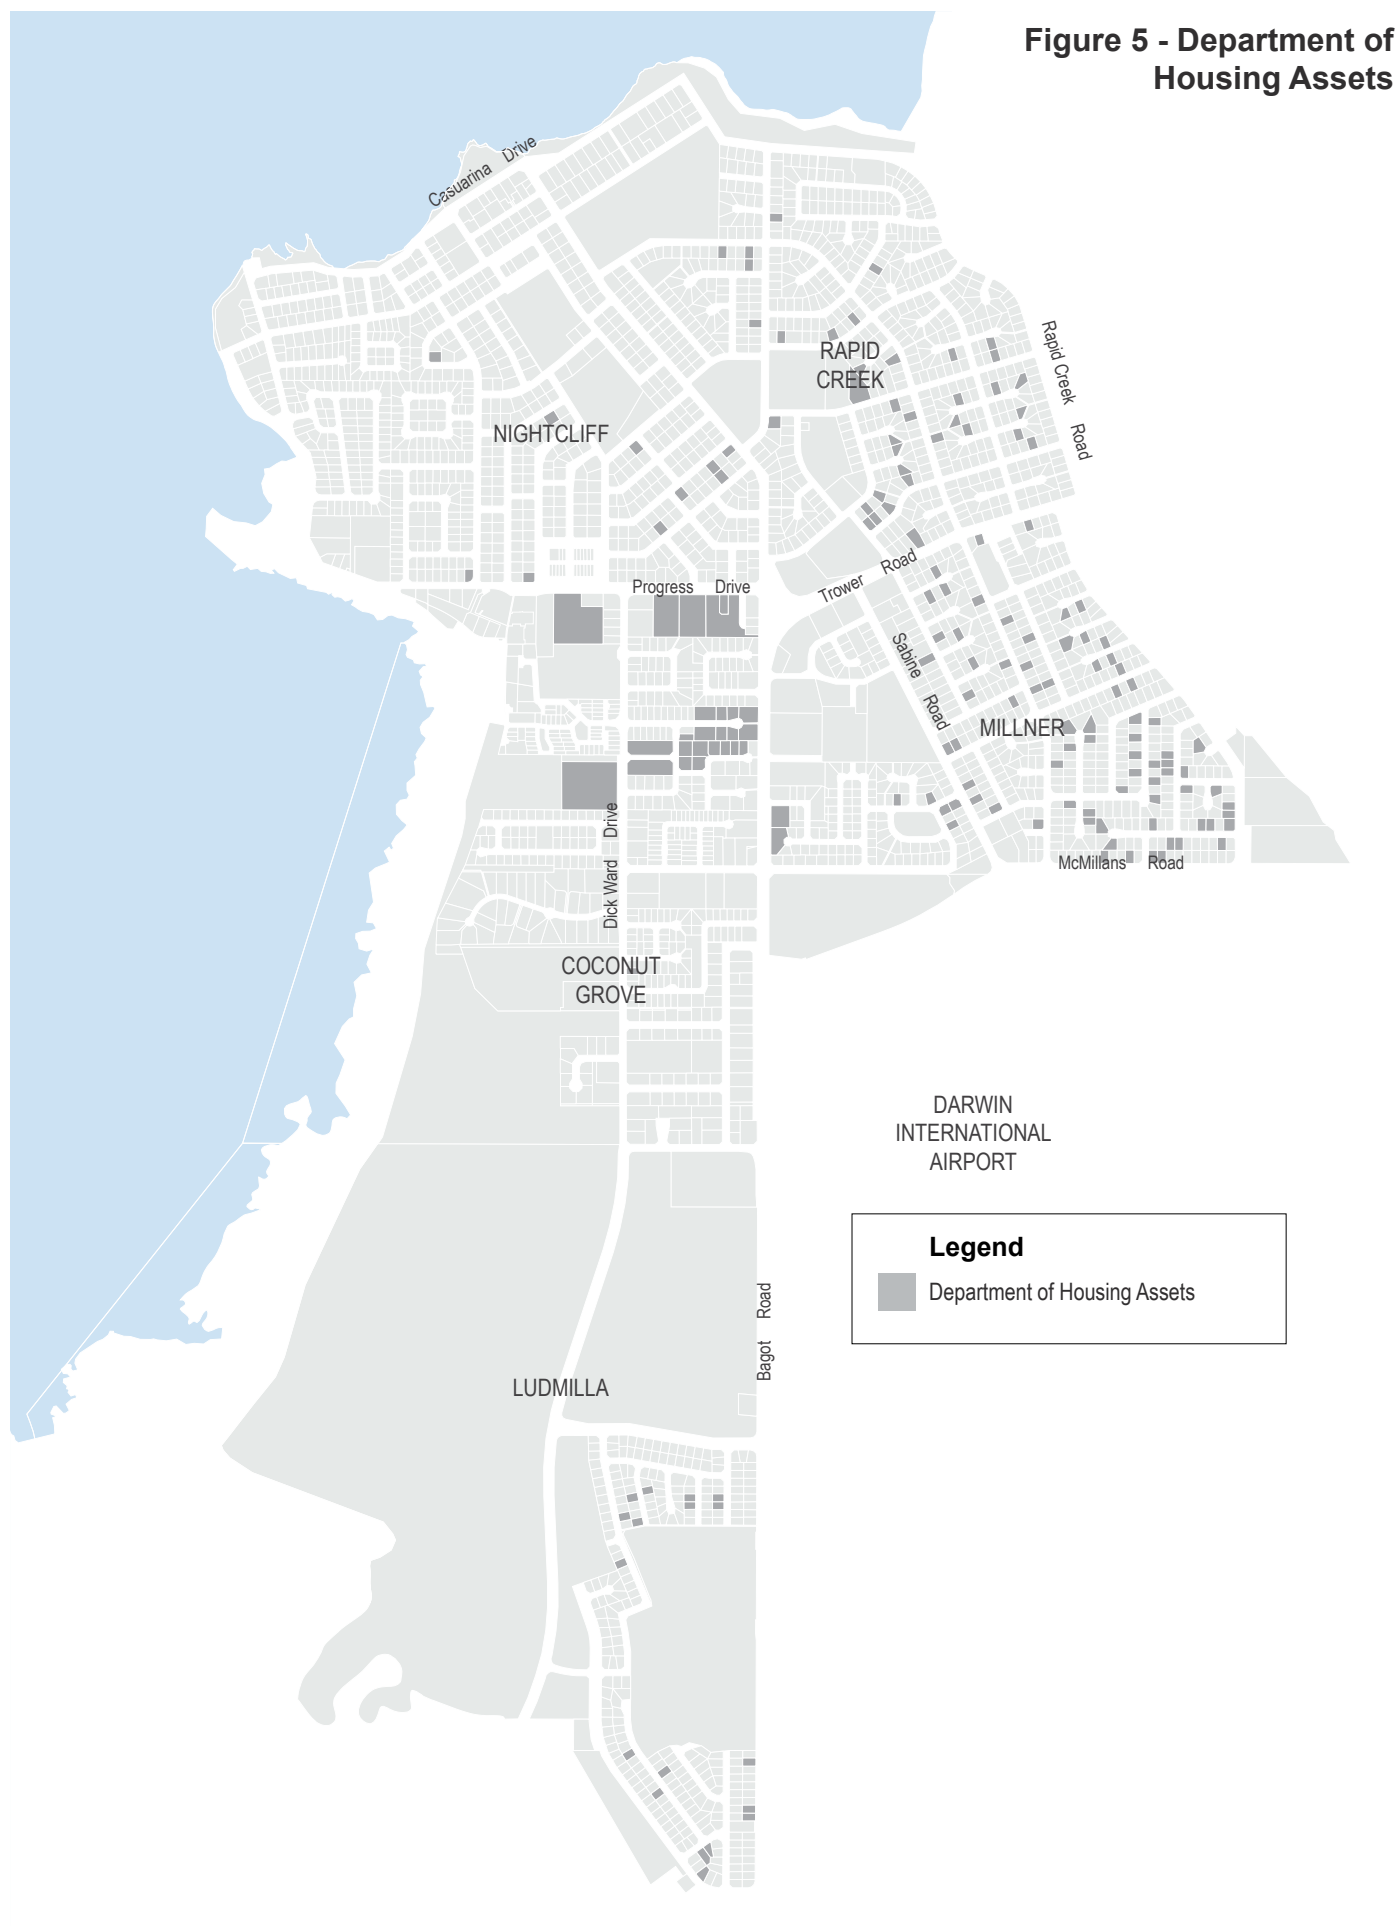 Figure 5 - Department of
Housing Assets
Casuarina Drive
RAPID
CREEK
Rapid Creek Road
NIGHTCLIFF
Progress Drive
Trower Road
Sabine Road
MILLNER
Dick Ward Drive
McMillans Road
COCONUT
GROVE
DARWIN
INTERNATIONAL
AIRPORT
Legend
Department of Housing Assets
Bagot Road
LUDMILLA